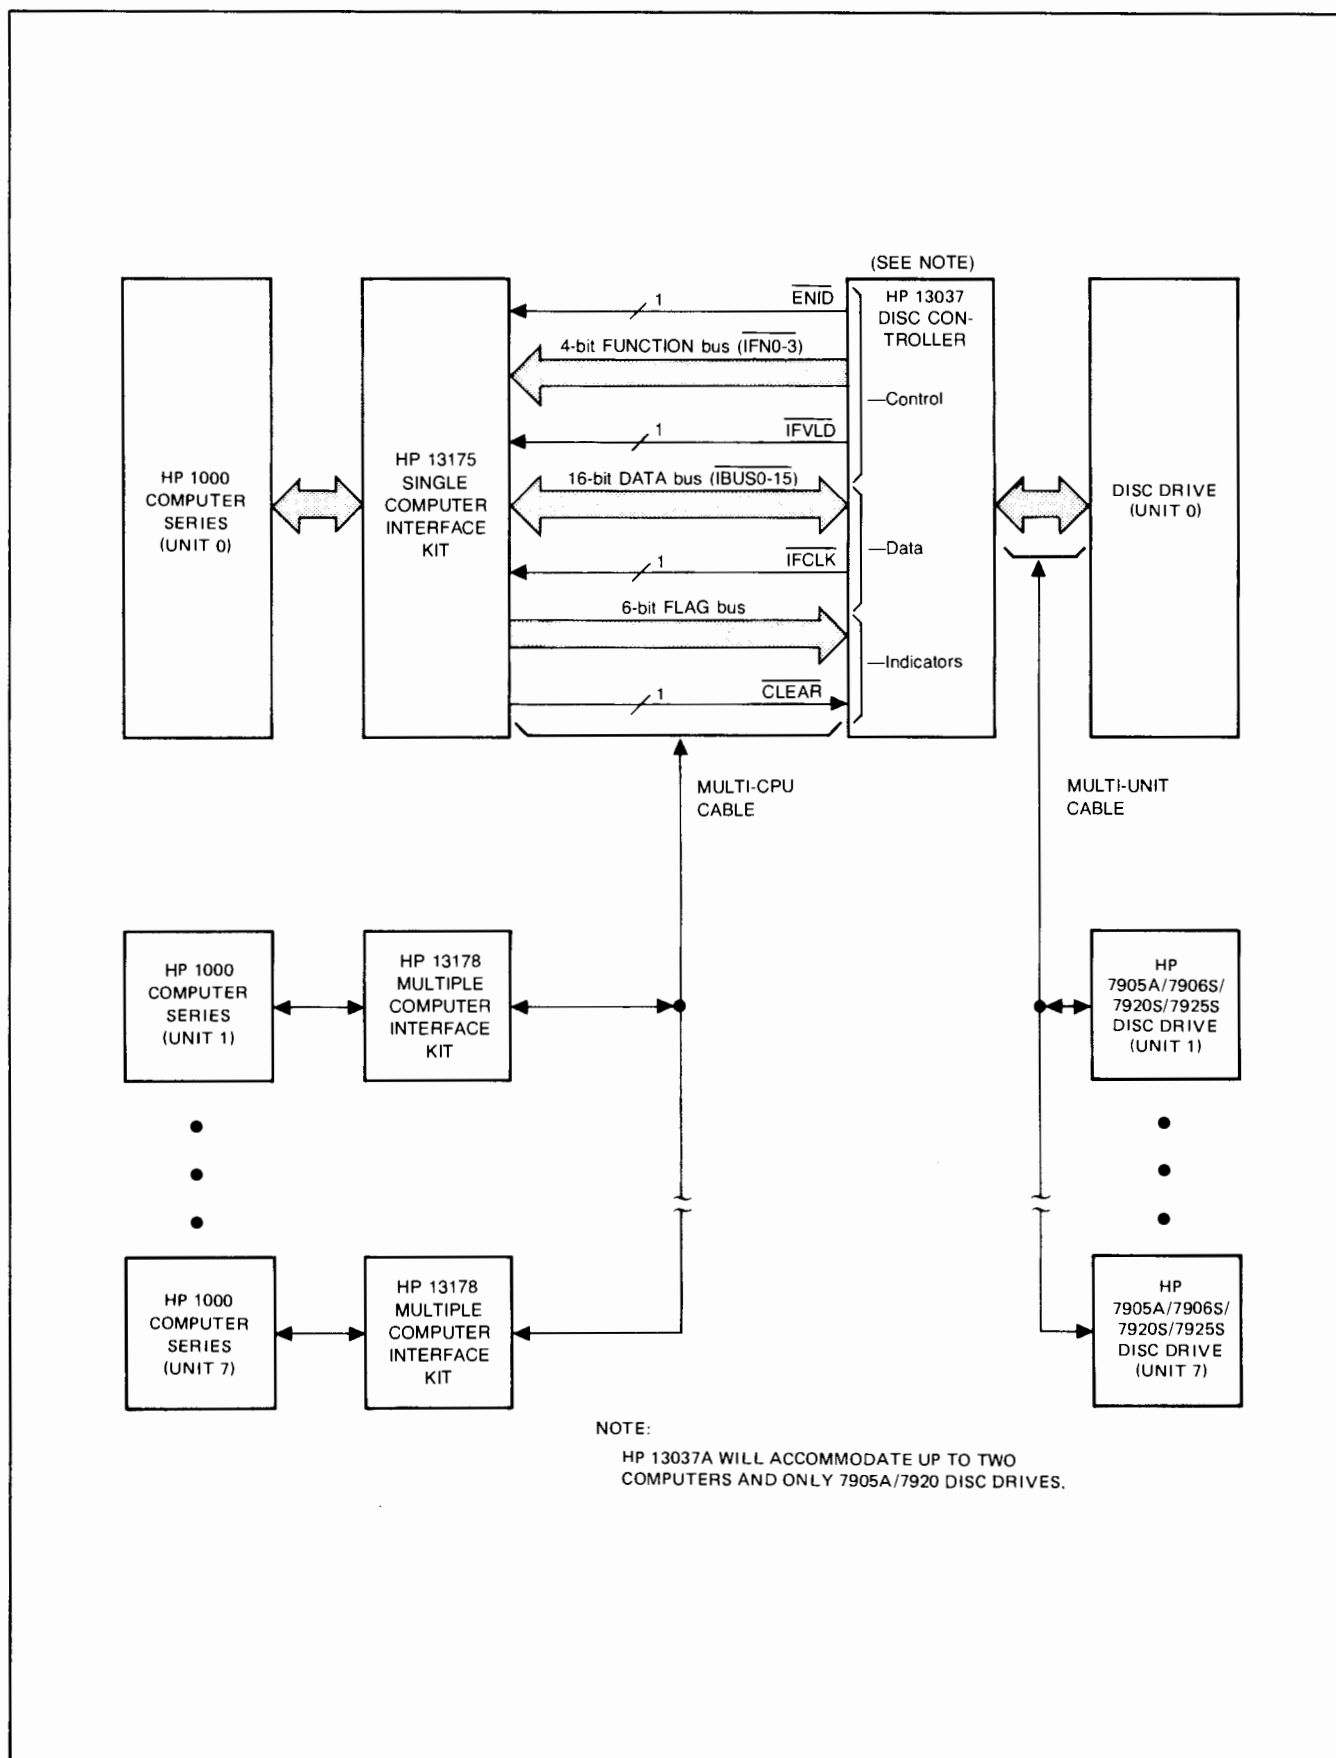 (SEE NOTE)
HP 1000
COMPUTER
SERIES
(UNIT 0)
HP 13175
SINGLE
COMPUTER
INTERFACE
KIT
1
ENID
4-bit FUNCTION bus (IFN0-3)
1
IFVLD
16-bit DATA bus (IBUS0-15)
1
IFCLK
6-bit FLAG bus
1
CLEAR
HP 13037
DISC CON-
TROLLER
—Control
—Data
—Indicators
DISC DRIVE
(UNIT 0)
MULTI-CPU
CABLE
MULTI-UNIT
CABLE
HP 1000
COMPUTER
SERIES
(UNIT 1)
HP 13178
MULTIPLE
COMPUTER
INTERFACE
KIT
HP
7905A/7906S/
7920S/7925S
DISC DRIVE
(UNIT 1)
HP 1000
COMPUTER
SERIES
(UNIT 7)
HP 13178
MULTIPLE
COMPUTER
INTERFACE
KIT
HP
7905A/7906S/
7920S/7925S
DISC DRIVE
(UNIT 7)
NOTE:
HP 13037A WILL ACCOMMODATE UP TO TWO
COMPUTERS AND ONLY 7905A/7920 DISC DRIVES.